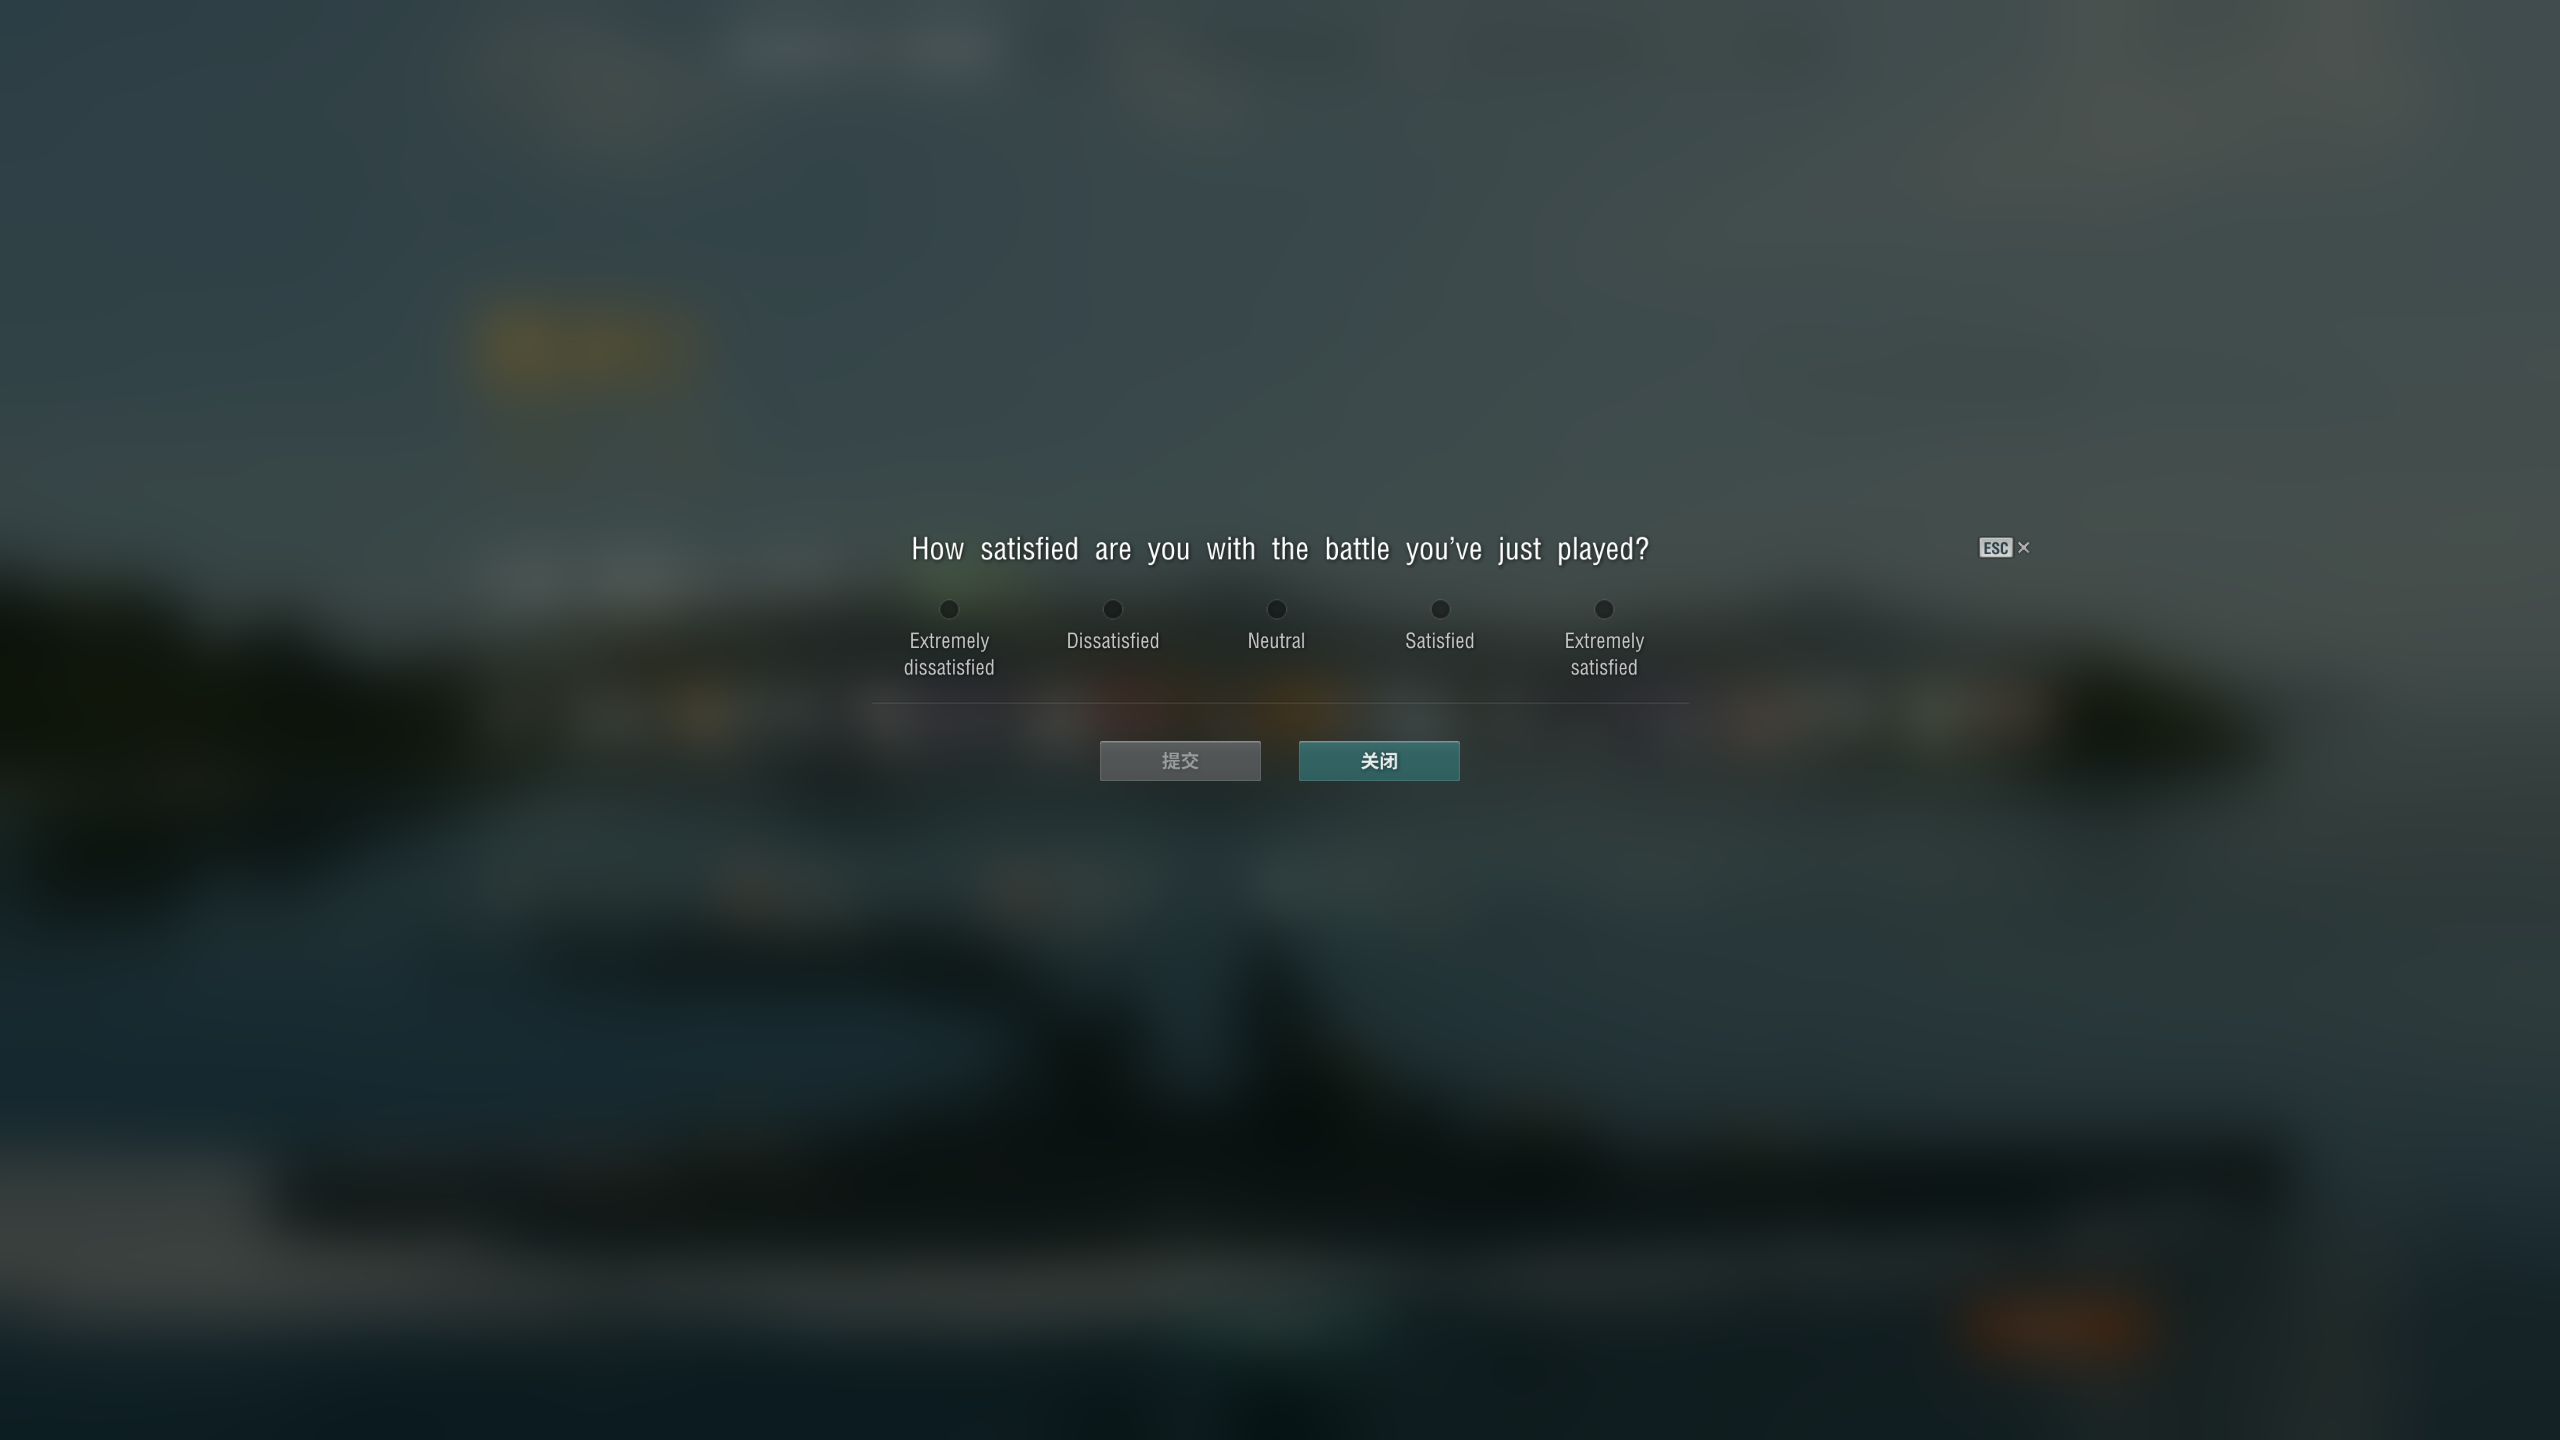 How satisfied are you with the battle you've just played?
ESC ×
Extremely dissatisfied
Dissatisfied
Neutral
Satisfied
Extremely satisfied
提交
关闭